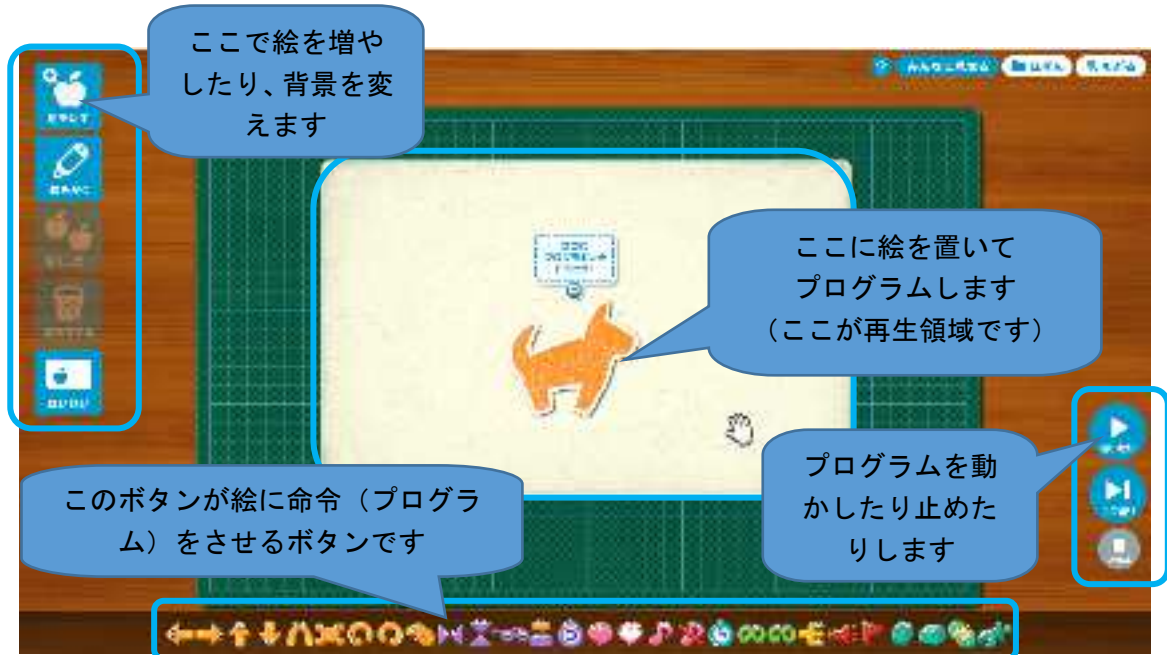 ここで絵を増や
したり、背景を変
えます
ここに絵を置いて
プログラムします
（ここが再生領域です）
プログラムを動
かしたり止めた
りします
このボタンが絵に命令（プログラ
ム）をさせるボタンです